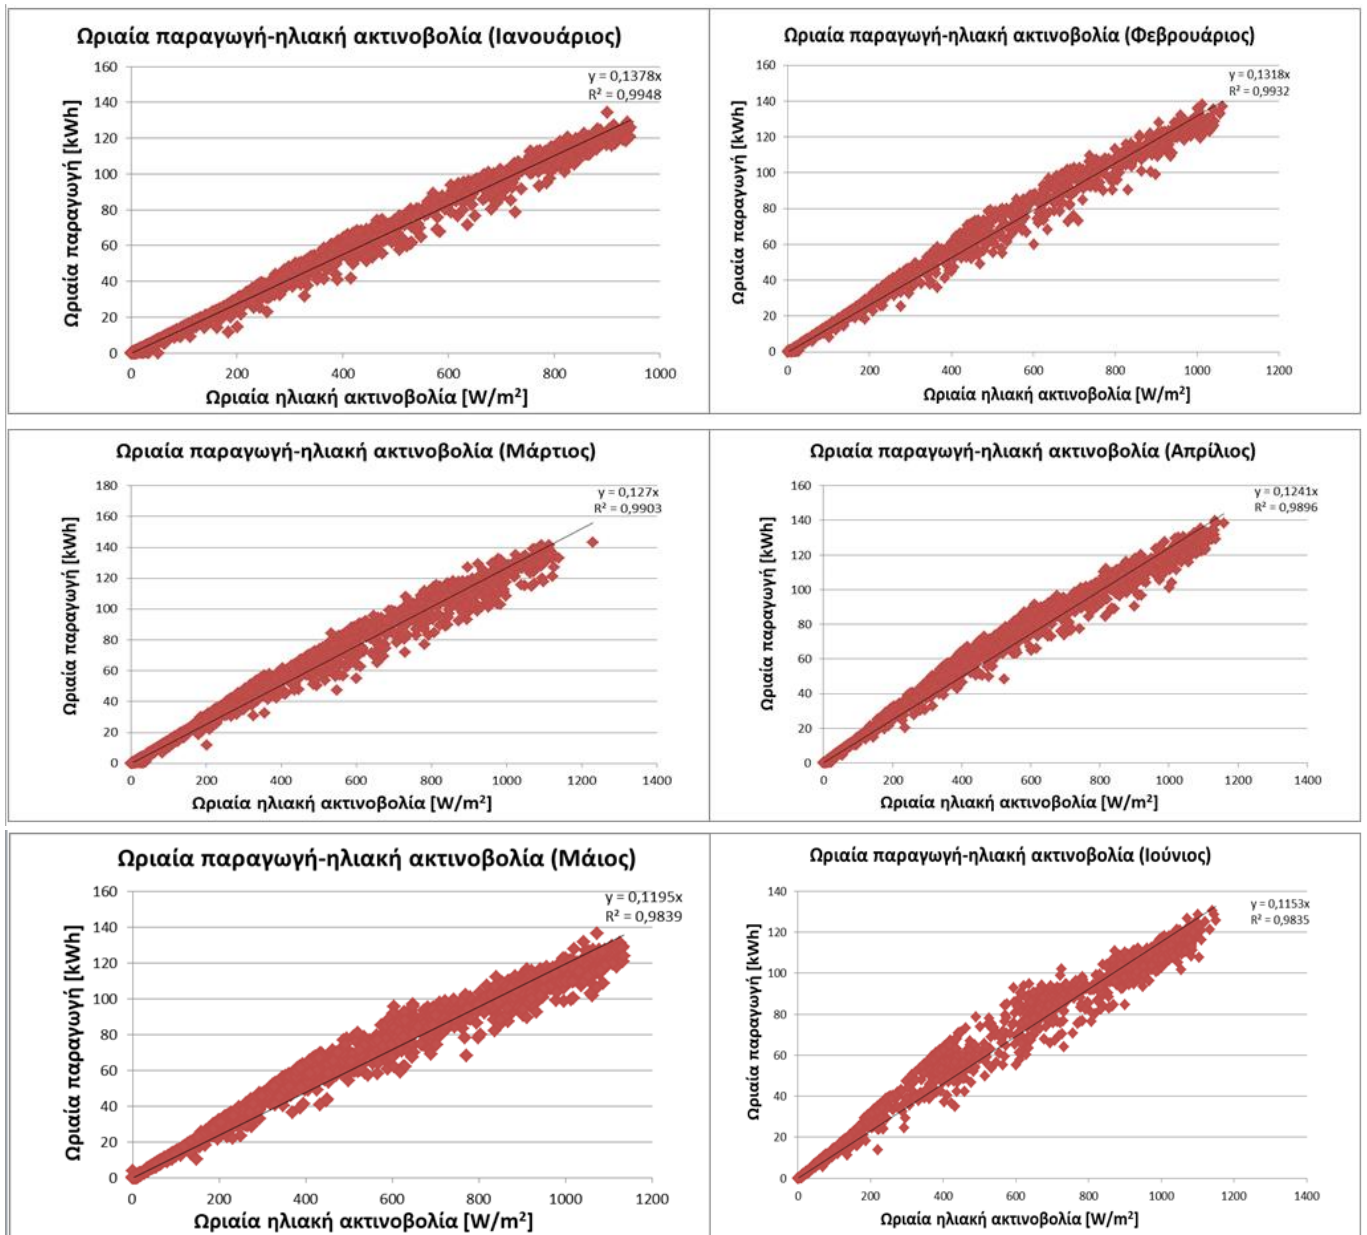 Ωριαία παραγωγή-ηλιακή ακτινοβολία (Ιανουάριος)
y = 0,1378x
R² = 0,9948
Ωριαία παραγωγή [kWh]
160
140
120
100
80
60
40
20
0
0 200 400 600 800 1000
Ωριαία ηλιακή ακτινοβολία [W/m²]
Ωριαία παραγωγή-ηλιακή ακτινοβολία (Φεβρουάριος)
y = 0,1318x
R² = 0,9932
Ωριαία παραγωγή [kWh]
160
140
120
100
80
60
40
20
0
0 200 400 600 800 1000 1200
Ωριαία ηλιακή ακτινοβολία [W/m²]
Ωριαία παραγωγή-ηλιακή ακτινοβολία (Μάρτιος)
y = 0,127x
R² = 0,9903
Ωριαία παραγωγή [kWh]
180
160
140
120
100
80
60
40
20
0
0 200 400 600 800 1000 1200 1400
Ωριαία ηλιακή ακτινοβολία [W/m²]
Ωριαία παραγωγή-ηλιακή ακτινοβολία (Απρίλιος)
y = 0,1241x
R² = 0,9896
Ωριαία παραγωγή [kWh]
160
140
120
100
80
60
40
20
0
0 200 400 600 800 1000 1200 1400
Ωριαία ηλιακή ακτινοβολία [W/m²]
Ωριαία παραγωγή-ηλιακή ακτινοβολία (Μάιος)
y = 0,1195x
R² = 0,9839
Ωριαία παραγωγή [kWh]
160
140
120
100
80
60
40
20
0
0 200 400 600 800 1000 1200
Ωριαία ηλιακή ακτινοβολία [W/m²]
Ωριαία παραγωγή-ηλιακή ακτινοβολία (Ιούνιος)
y = 0,1153x
R² = 0,9835
Ωριαία παραγωγή [kWh]
140
120
100
80
60
40
20
0
0 200 400 600 800 1000 1200 1400
Ωριαία ηλιακή ακτινοβολία [W/m²]